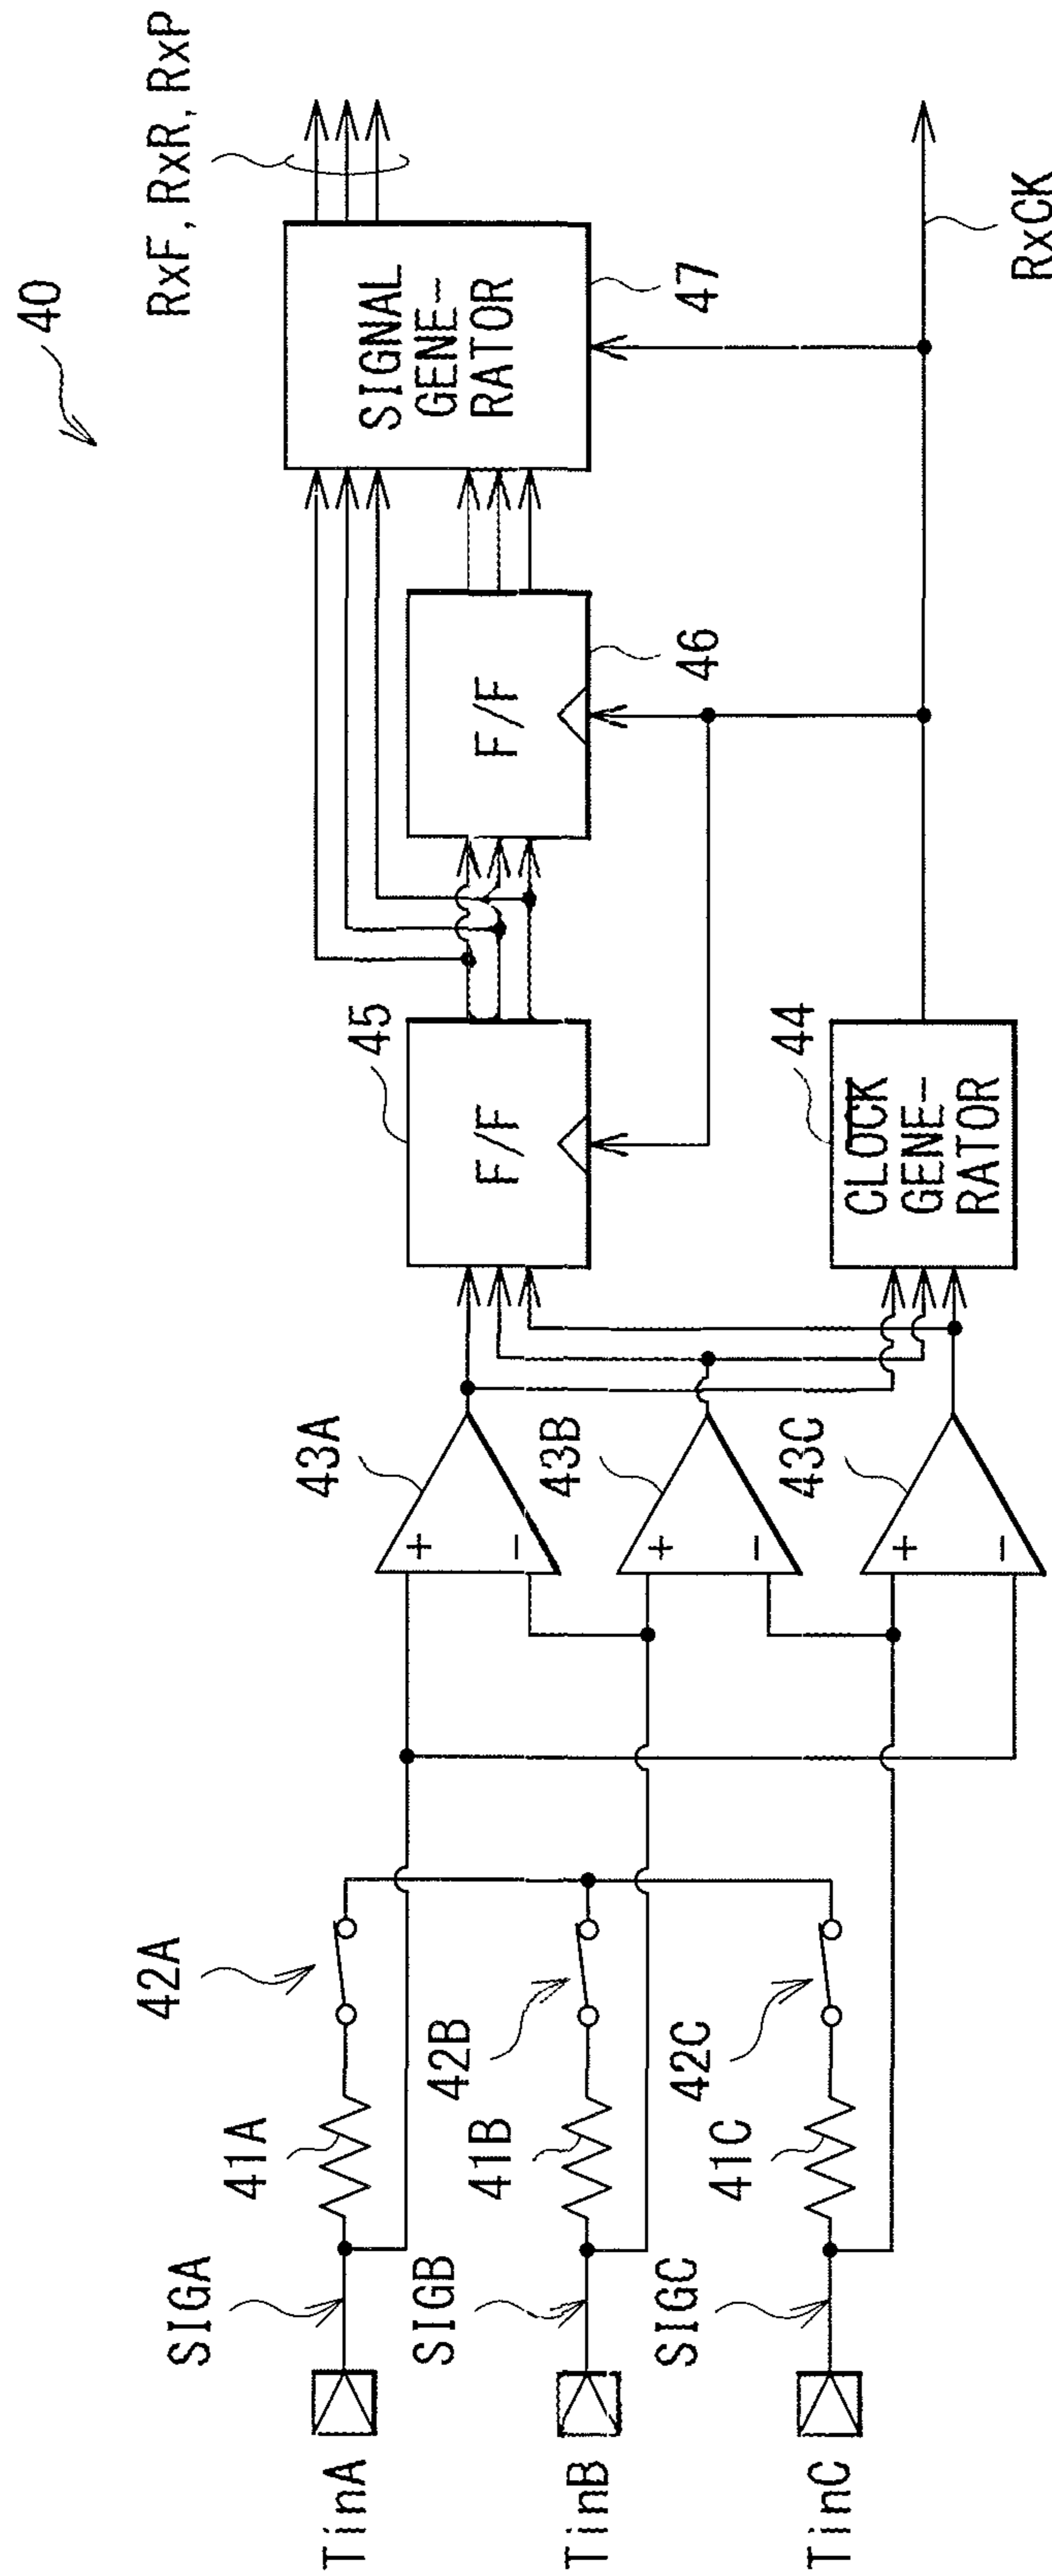 40
RxF, RxR, RxP
SIGNAL
GENE-
RATOR
47
F/F
45
F/F
46
CLOCK
GENE-
RATOR
44
RxCK
43A
+
−
43B
+
−
43C
+
−
42A
41A
SIGA
TinA
42B
41B
SIGB
TinB
42C
41C
SIGC
TinC